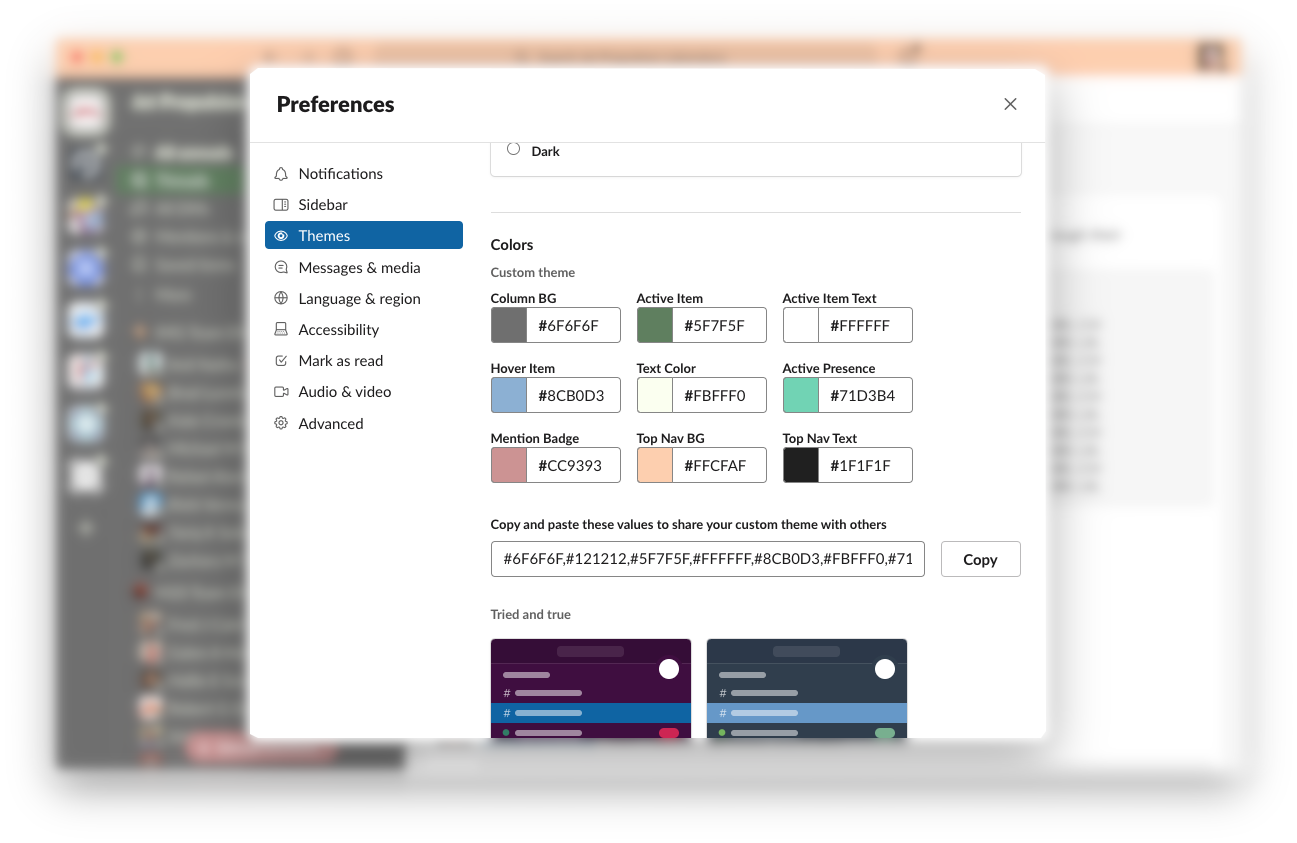 Preferences
Dark
Notifications
Sidebar
Themes
Messages & media
Language & region
Accessibility
Mark as read
Audio & video
Advanced
Colors
Custom theme
Column BG Active Item Active Item Text
#6F6F6F #5F7F5F #FFFFFF
Hover Item Text Color Active Presence
#8CB0D3 #FBFFF0 #71D3B4
Mention Badge Top Nav BG Top Nav Text
#CC9393 #FFCFAF #1F1F1F
Copy and paste these values to share your custom theme with others
#6F6F6F,#121212,#5F7F5F,#FFFFFF,#8CB0D3,#FBFFF0,#71 Copy
Tried and true
# #
# #